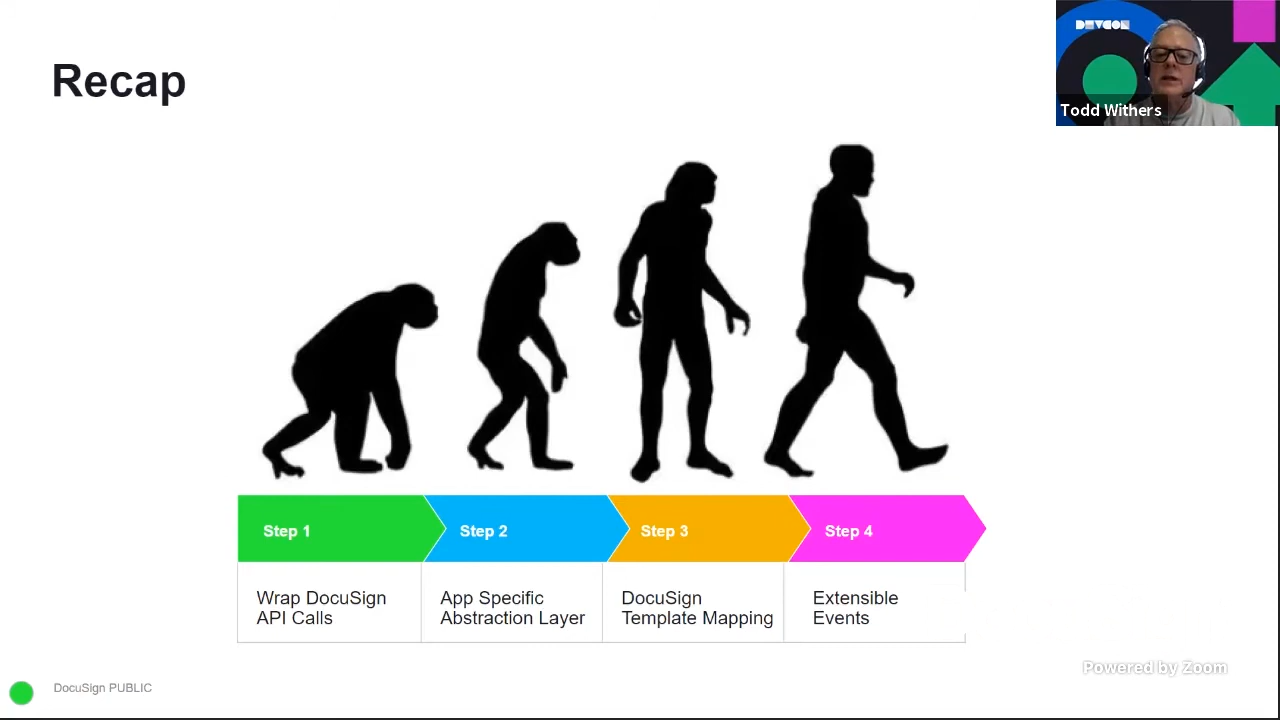 Recap
DEVCON
Todd Withers
Step 1
Step 2
Step 3
Step 4
Wrap DocuSign
API Calls
App Specific
Abstraction Layer
DocuSign
Template Mapping
Extensible
Events
Powered by Zoom
DocuSign PUBLIC